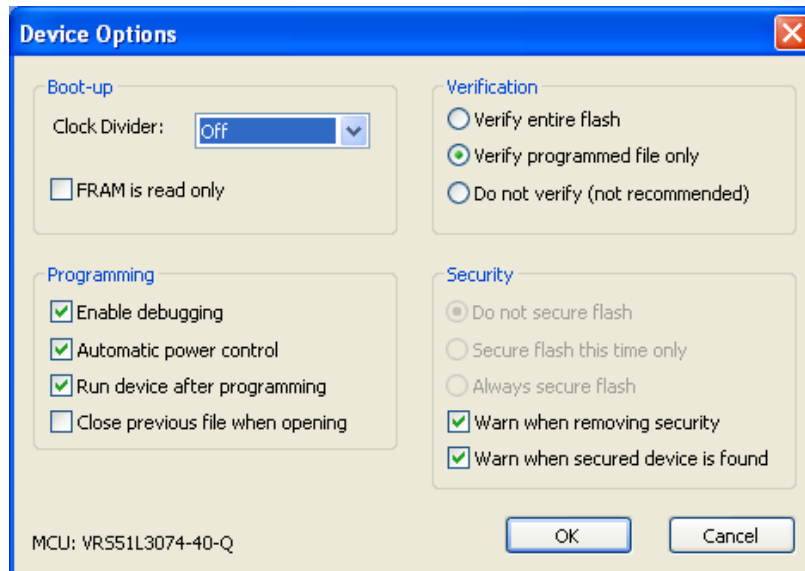 Device Options
Boot-up
Clock Divider: Off
FRAM is read only
Verification
Verify entire flash
Verify programmed file only
Do not verify (not recommended)
Programming
Enable debugging
Automatic power control
Run device after programming
Close previous file when opening
Security
Do not secure flash
Secure flash this time only
Always secure flash
Warn when removing security
Warn when secured device is found
MCU: VRS51L3074-40-Q
OK
Cancel